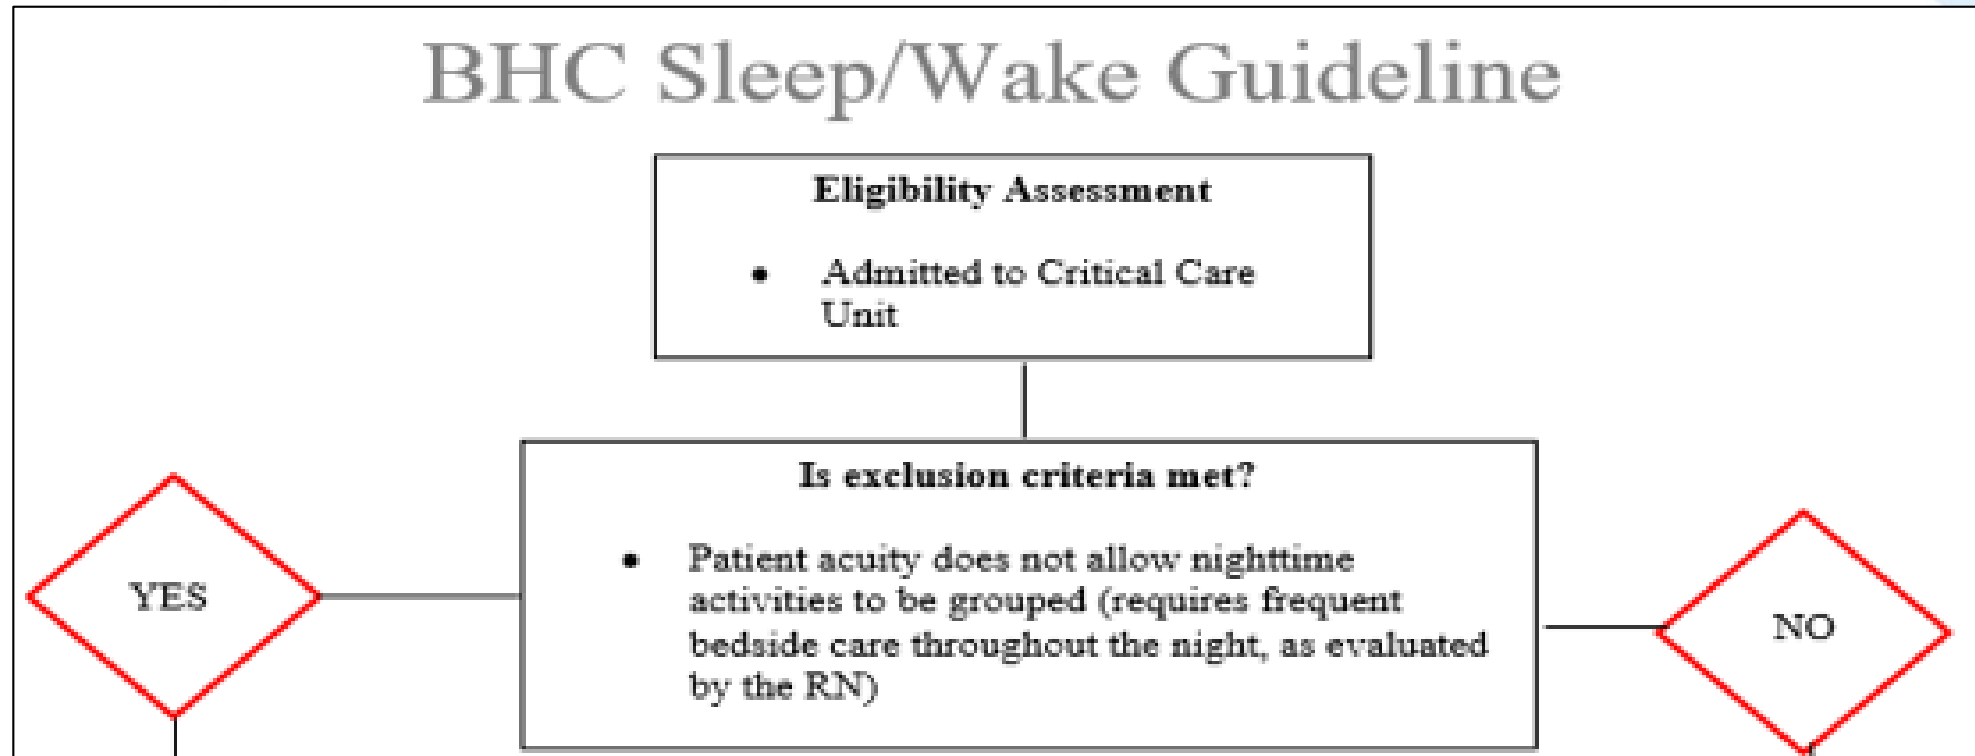 BHC Sleep/Wake Guideline
Eligibility Assessment
• Admitted to Critical Care
Unit
Is exclusion criteria met?
• Patient acuity does not allow nighttime
activities to be grouped (requires frequent
bedside care throughout the night, as evaluated
by the RN)
YES
NO